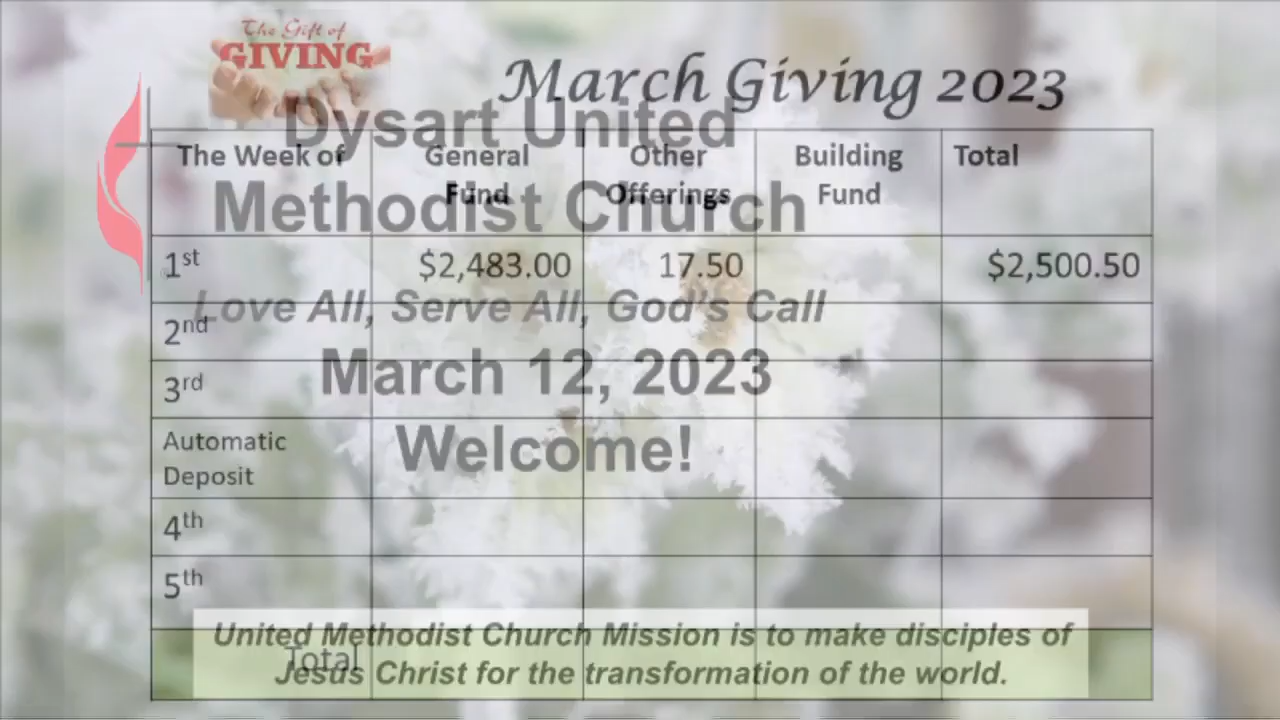 The Gift of
GIVING
March Giving 2023
Dysart United
Methodist Church
Love All, Serve All, God's Call
March 12, 2023
Welcome!
The Week of General Fund Other Offerings Building Fund Total
1st $2,483.00 17.50 $2,500.50
2nd
3rd
Automatic
Deposit
4th
5th
Total
United Methodist Church Mission is to make disciples of
Jesus Christ for the transformation of the world.